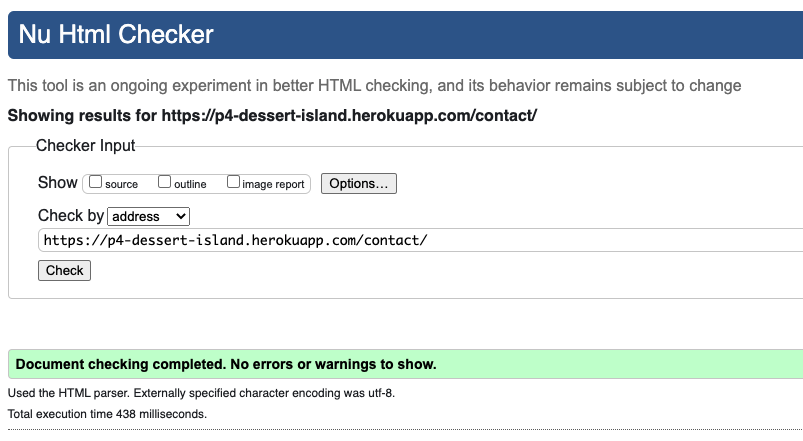 Nu Html Checker
This tool is an ongoing experiment in better HTML checking, and its behavior remains subject to change
Showing results for https://p4-dessert-island.herokuapp.com/contact/
Checker Input
Show source outline image report Options...
Check by address
https://p4-dessert-island.herokuapp.com/contact/
Check
Document checking completed. No errors or warnings to show.
Used the HTML parser. Externally specified character encoding was utf-8.
Total execution time 438 milliseconds.